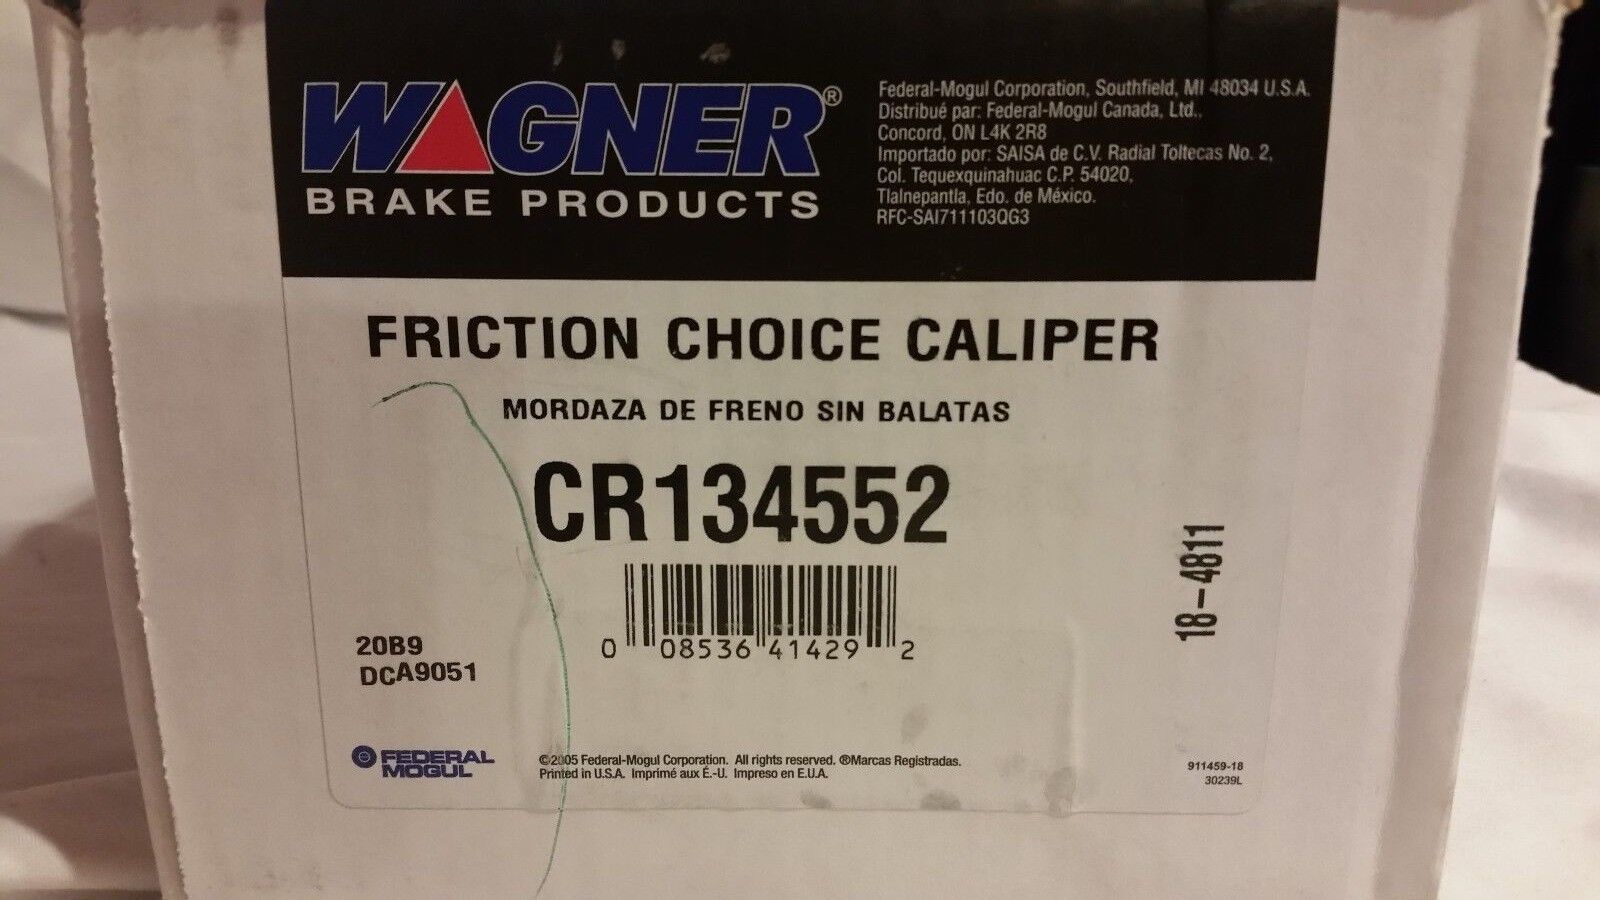 WAGNER®
BRAKE PRODUCTS
Federal-Mogul Corporation, Southfield, MI 48034 U.S.A.
Distribué par: Federal-Mogul Canada, Ltd.,
Concord, ON L4K 2R8
Importado por: SAISA de C.V. Radial Toltecas No. 2,
Col. Tequexquinahuac C.P. 54020,
Tlalnepantla, Edo. de México.
RFC-SAI711103QG3
FRICTION CHOICE CALIPER
MORDAZA DE FRENO SIN BALATAS
CR134552
0 08536 41429 2
18-4811
20B9
DCA9051
FEDERAL
MOGUL
©2005 Federal-Mogul Corporation. All rights reserved. ®Marcas Registradas.
Printed in U.S.A. Imprimé aux É.-U. Impreso en E.U.A.
911459-18
30239L